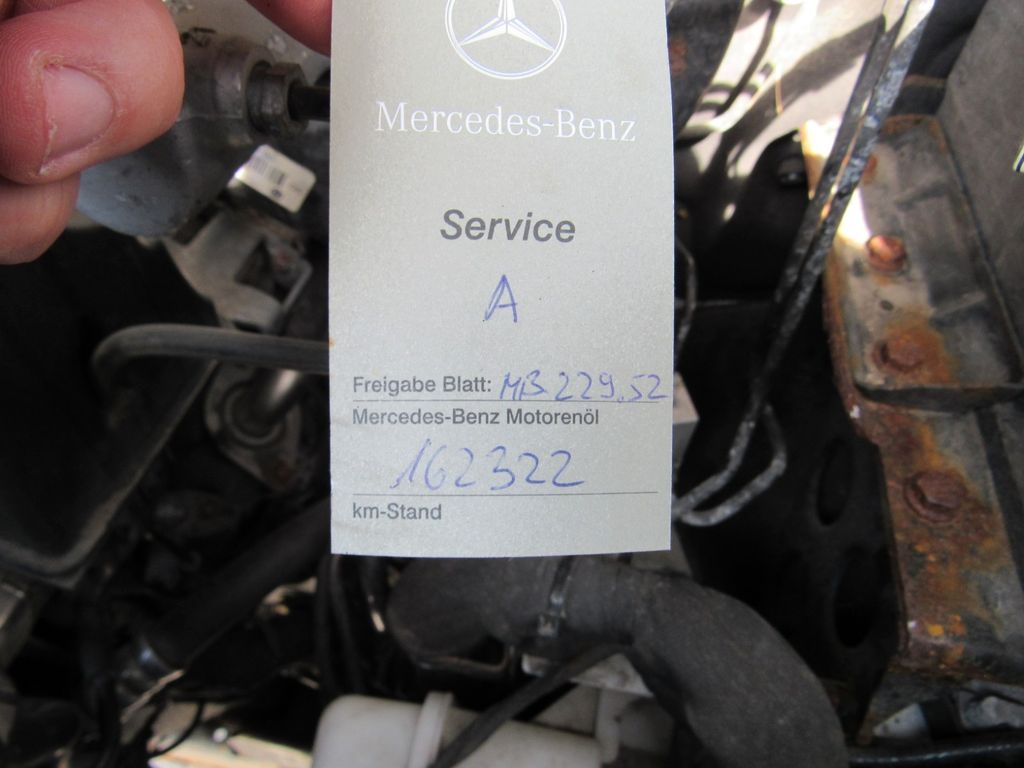 Mercedes-Benz
Service
A
Freigabe Blatt: MB 229.52
Mercedes-Benz Motorenöl
162322
km-Stand